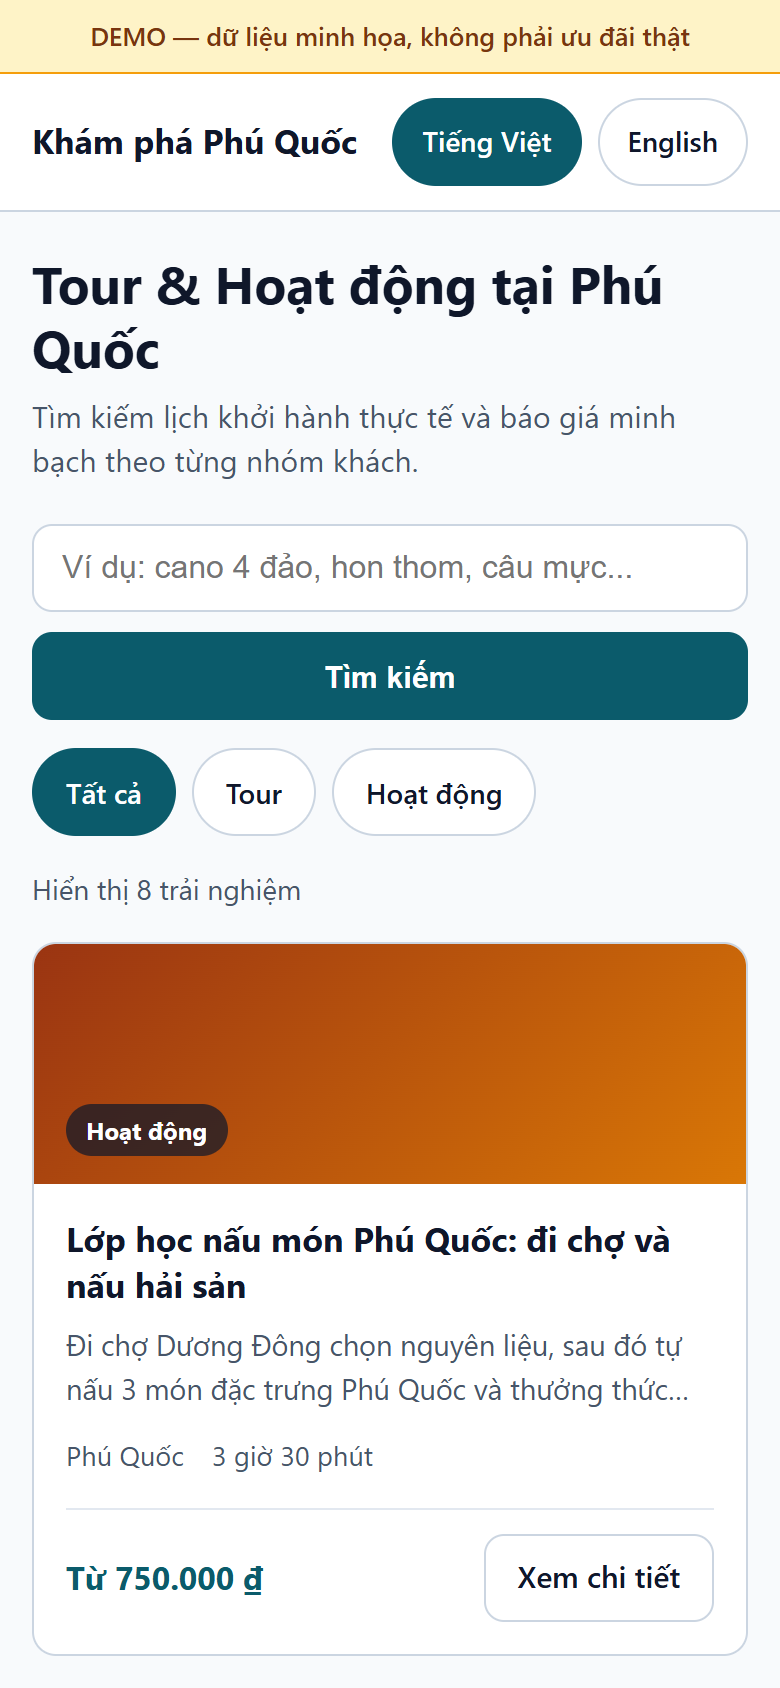 DEMO — dữ liệu minh họa, không phải ưu đãi thật
Khám phá Phú Quốc
Tiếng Việt
English
Tour & Hoạt động tại Phú
Quốc
Tìm kiếm lịch khởi hành thực tế và báo giá minh
bạch theo từng nhóm khách.
Ví dụ: cano 4 đảo, hon thom, câu mực...
Tìm kiếm
Tất cả
Tour
Hoạt động
Hiển thị 8 trải nghiệm
Hoạt động
Lớp học nấu món Phú Quốc: đi chợ và
nấu hải sản
Đi chợ Dương Đông chọn nguyên liệu, sau đó tự
nấu 3 món đặc trưng Phú Quốc và thưởng thức...
Phú Quốc 3 giờ 30 phút
Từ 750.000 ₫
Xem chi tiết